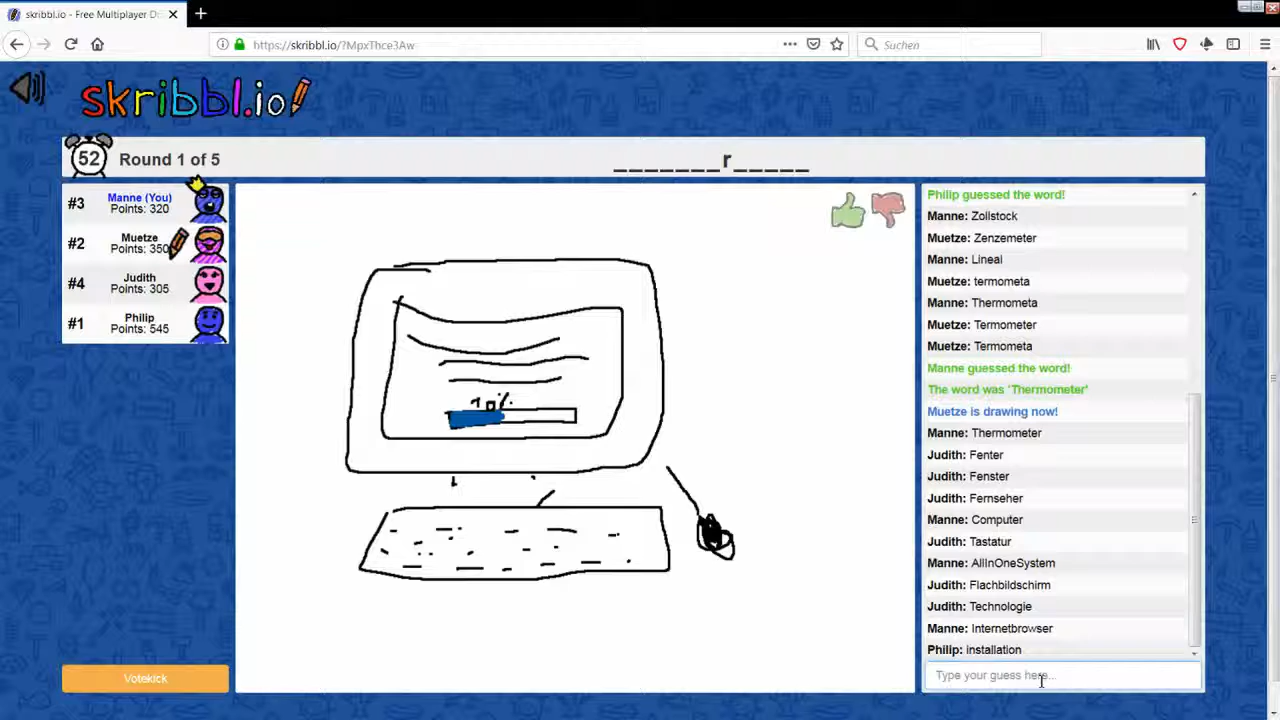 skribbl.io - Free Multiplayer D
https://skribbl.io/?MpxThce3Aw
Suchen
skribbl.io
52
Round 1 of 5
_______r_____
#3
Manne (You)
Points: 320
#2
Muetze
Points: 350
#4
Judith
Points: 305
#1
Philip
Points: 545
Votekick
10%
Philip guessed the word!
Manne: Zollstock
Muetze: Zenzemeter
Manne: Lineal
Muetze: termometa
Manne: Thermometa
Muetze: Termometer
Muetze: Termometa
Manne guessed the word!
The word was 'Thermometer'
Muetze is drawing now!
Manne: Thermometer
Judith: Fenter
Judith: Fenster
Judith: Fernseher
Manne: Computer
Judith: Tastatur
Manne: AllInOneSystem
Judith: Flachbildschirm
Judith: Technologie
Manne: Internetbrowser
Philip: installation
Type your guess here...